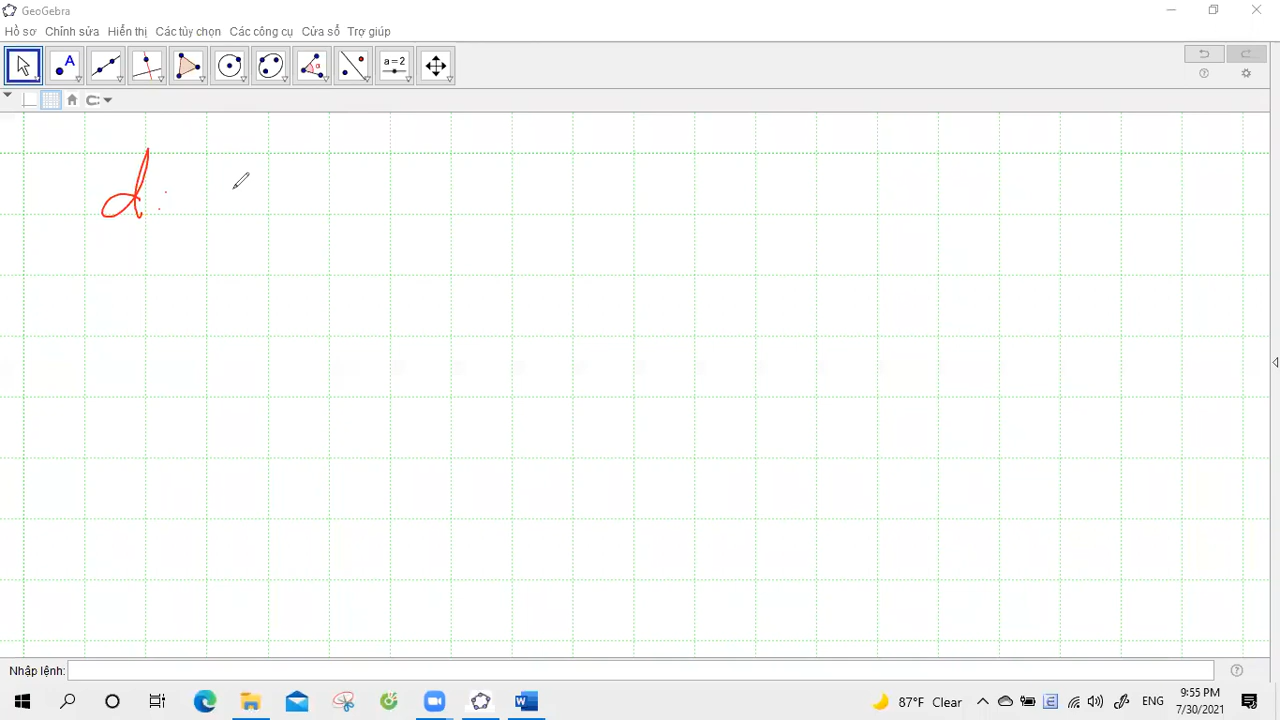 GeoGebra
Hồ sơ Chỉnh sửa Hiển thị Các tùy chọn Các công cụ Cửa sổ Trợ giúp
A α a=2
d:
Nhập lệnh:
87°F Clear ENG 9:55 PM
7/30/2021